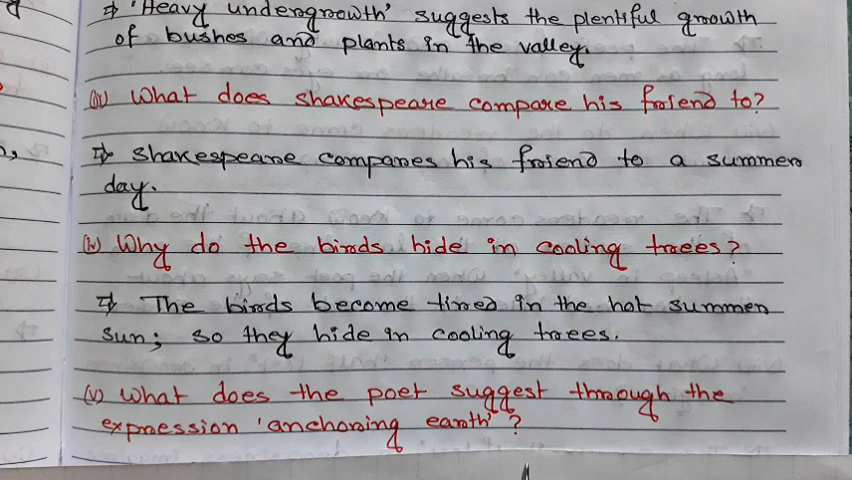 ⇒ 'Heavy undergrowth' suggests the plentiful growth
of bushes and plants in the valley.
(iii) What does shakespeare compare his friend to?
⇒ Shakespeare compares his friend to a summer
day.
(iv) Why do the birds hide in cooling trees?
⇒ The birds become tired in the hot summer
sun; so they hide in cooling trees.
(v) What does the poet suggest through the
expression 'anchoring earth'?